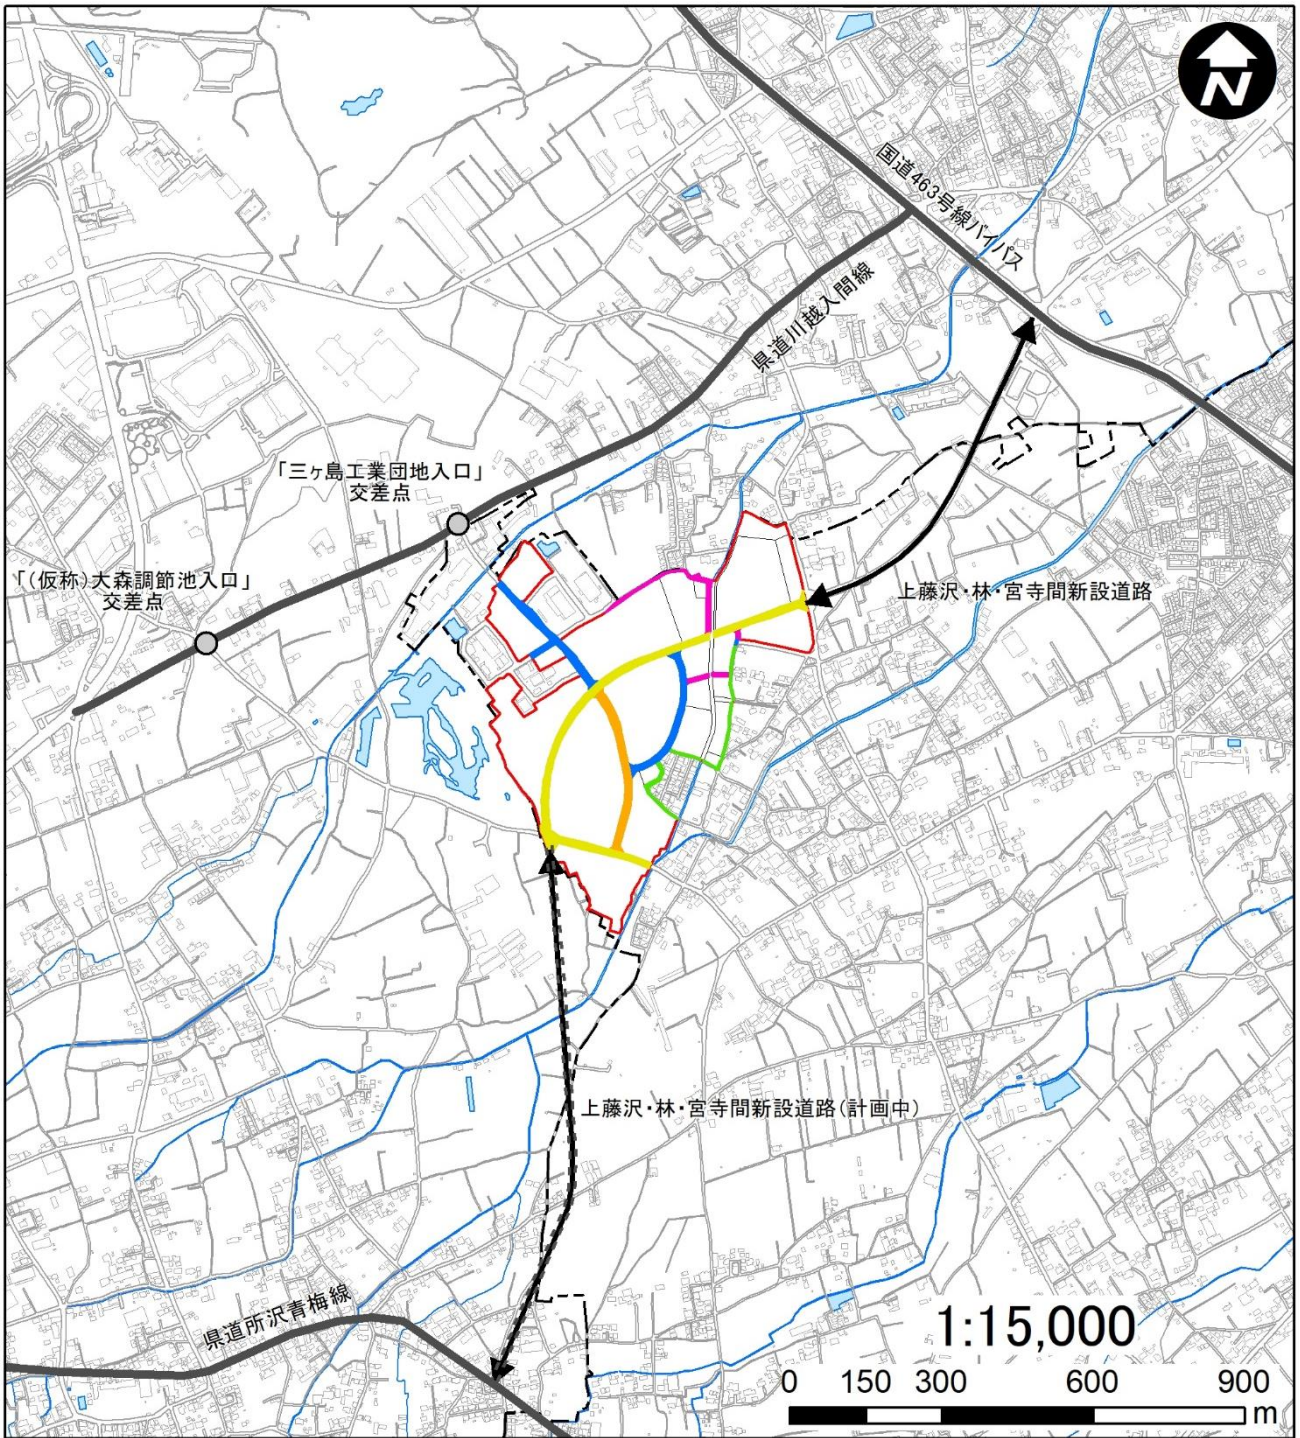 N
国道463号線バイパス
県道川越入間線
「三ヶ島工業団地入口」
交差点
「(仮称)大森調節池入口」
交差点
上藤沢・林・宮寺間新設道路
上藤沢・林・宮寺間新設道路(計画中)
県道所沢青梅線
1:15,000
0 150 300 600 900
m